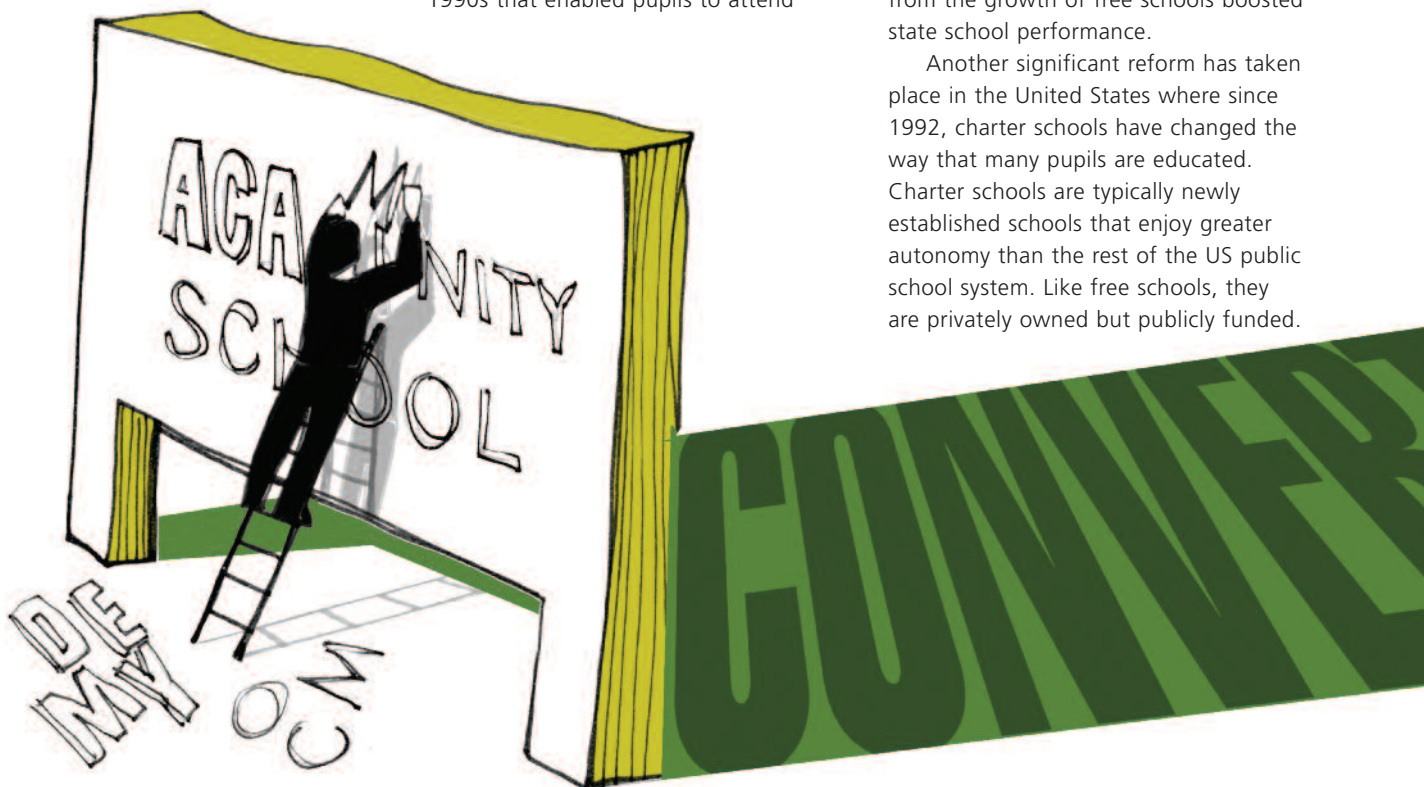 1990s that enabled pupils to attend
from the growth of free schools boosted
state school performance.
Another significant reform has taken
place in the United States where since
1992, charter schools have changed the
way that many pupils are educated.
Charter schools are typically newly
established schools that enjoy greater
autonomy than the rest of the US public
school system. Like free schools, they
are privately owned but publicly funded.
ACA M NITY
SCHOOL
DE
MY
OM
C
CONVERT